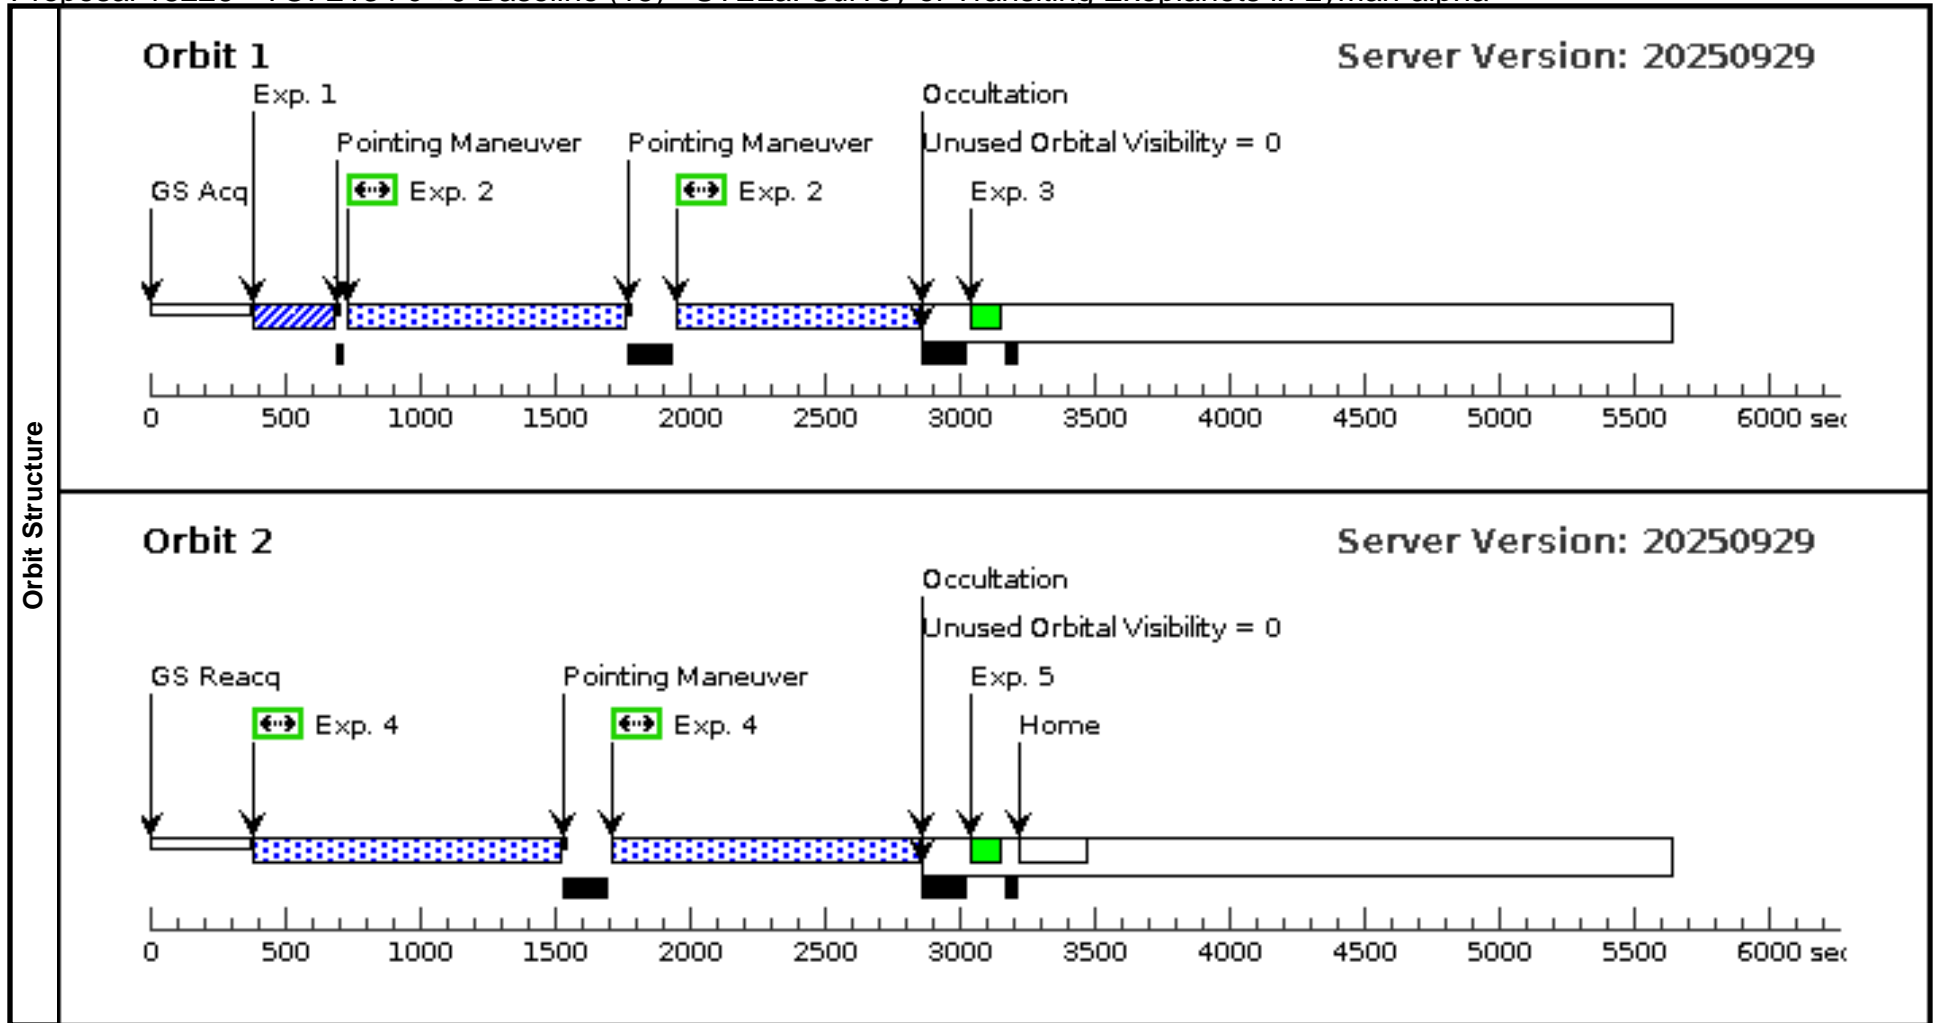 Orbit Structure
Orbit 1
Server Version: 20250929
Exp. 1
Occultation
Pointing Maneuver
Pointing Maneuver
Unused Orbital Visibility = 0
GS Acq
Exp. 2
Exp. 2
Exp. 3
0 500 1000 1500 2000 2500 3000 3500 4000 4500 5000 5500 6000 sec
Orbit 2
Server Version: 20250929
Occultation
Unused Orbital Visibility = 0
GS Reacq
Pointing Maneuver
Exp. 5
Exp. 4
Exp. 4
Home
0 500 1000 1500 2000 2500 3000 3500 4000 4500 5000 5500 6000 sec